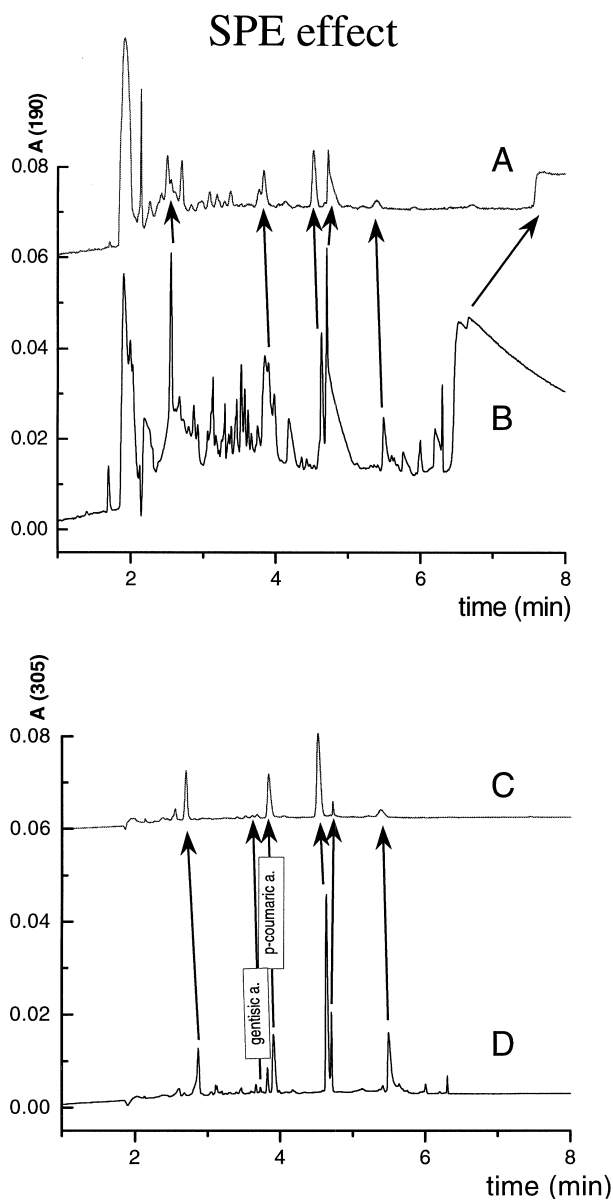 SPE effect
A (190)
A
0.08
0.06
0.04
B
0.02
0.00
2 4 6 8
time (min)
A (305)
0.08
C
0.06
p-coumaric a.
0.04
gentisic a.
0.02
D
0.00
2 4 6 8
time (min)